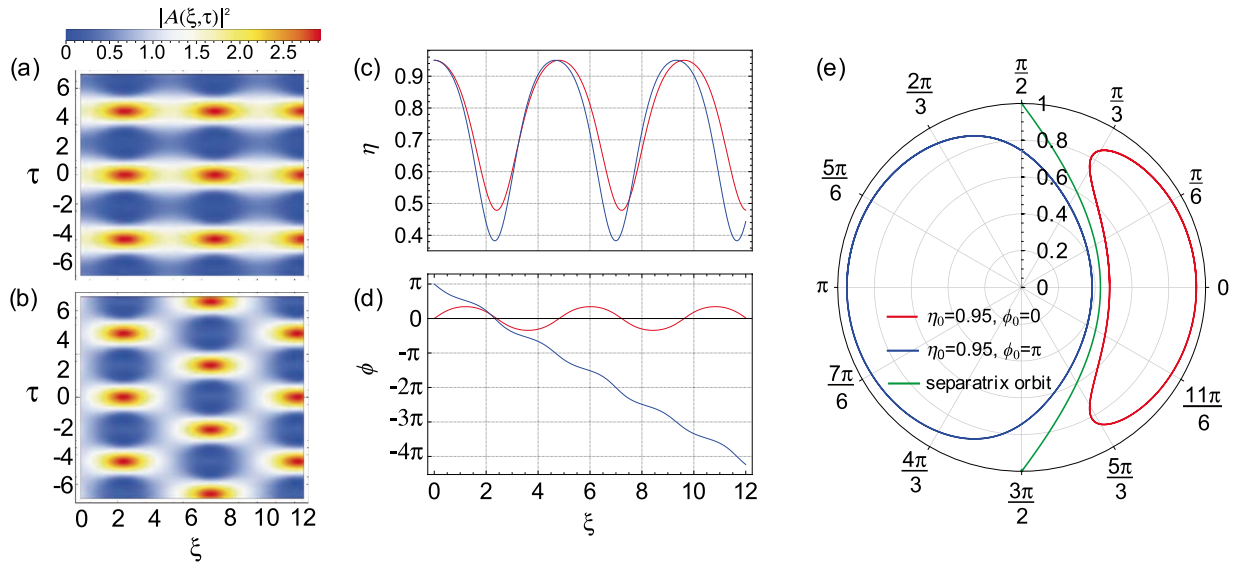 |A(ξ,τ)|²
0 0.5 1.0 1.5 2.0 2.5
(a)
6
4
2
τ 0
-2
-4
-6
(b)
6
4
2
τ 0
-2
-4
-6
0 2 4 6 8 10 12
ξ
(c)
0.9
0.8
0.7
0.6
0.5
0.4
η
(d)
π
0
-π
-2π
-3π
-4π
ϕ
0 2 4 6 8 10 12
ξ
(e)
π/2
2π/3
π/3
5π/6
π/6
π
0
7π/6
11π/6
4π/3
5π/3
3π/2
1
0.8
0.6
0.4
0.2
0
η₀=0.95, ϕ₀=0
η₀=0.95, ϕ₀=π
separatrix orbit